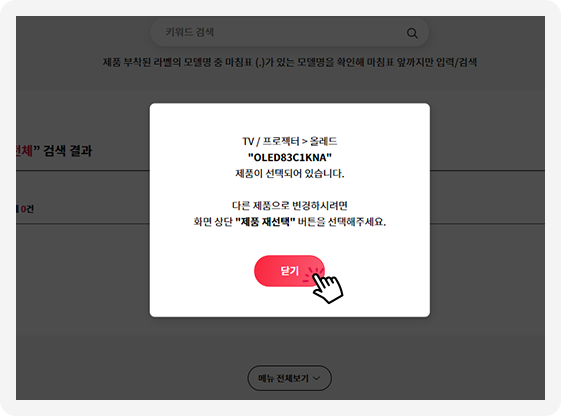 키워드 검색
제품 부착된 라벨의 모델명 중 마침표 (.)가 있는 모델명을 확인해 마침표 앞까지만 입력/검색
전체” 검색 결과
0건
TV / 프로젝터 > 올레드
"OLED83C1KNA"
제품이 선택되어 있습니다.
다른 제품으로 변경하시려면
화면 상단 "제품 재선택" 버튼을 선택해주세요.
닫기
메뉴 전체보기